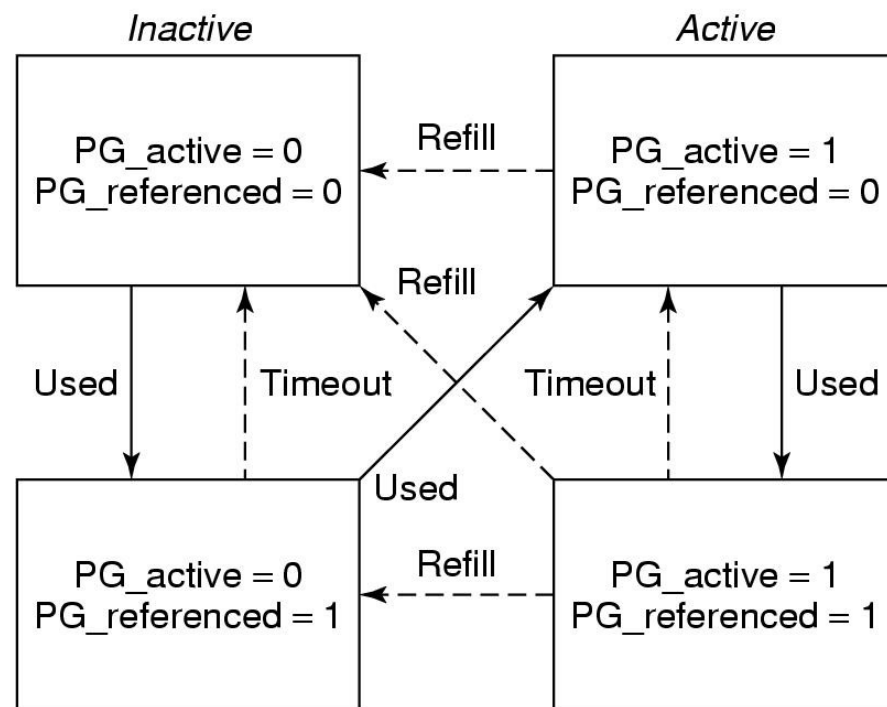 Inactive
Active
PG_active = 0
PG_referenced = 0
Refill
PG_active = 1
PG_referenced = 0
Refill
Used
Timeout
Timeout
Used
Used
PG_active = 0
PG_referenced = 1
Refill
PG_active = 1
PG_referenced = 1